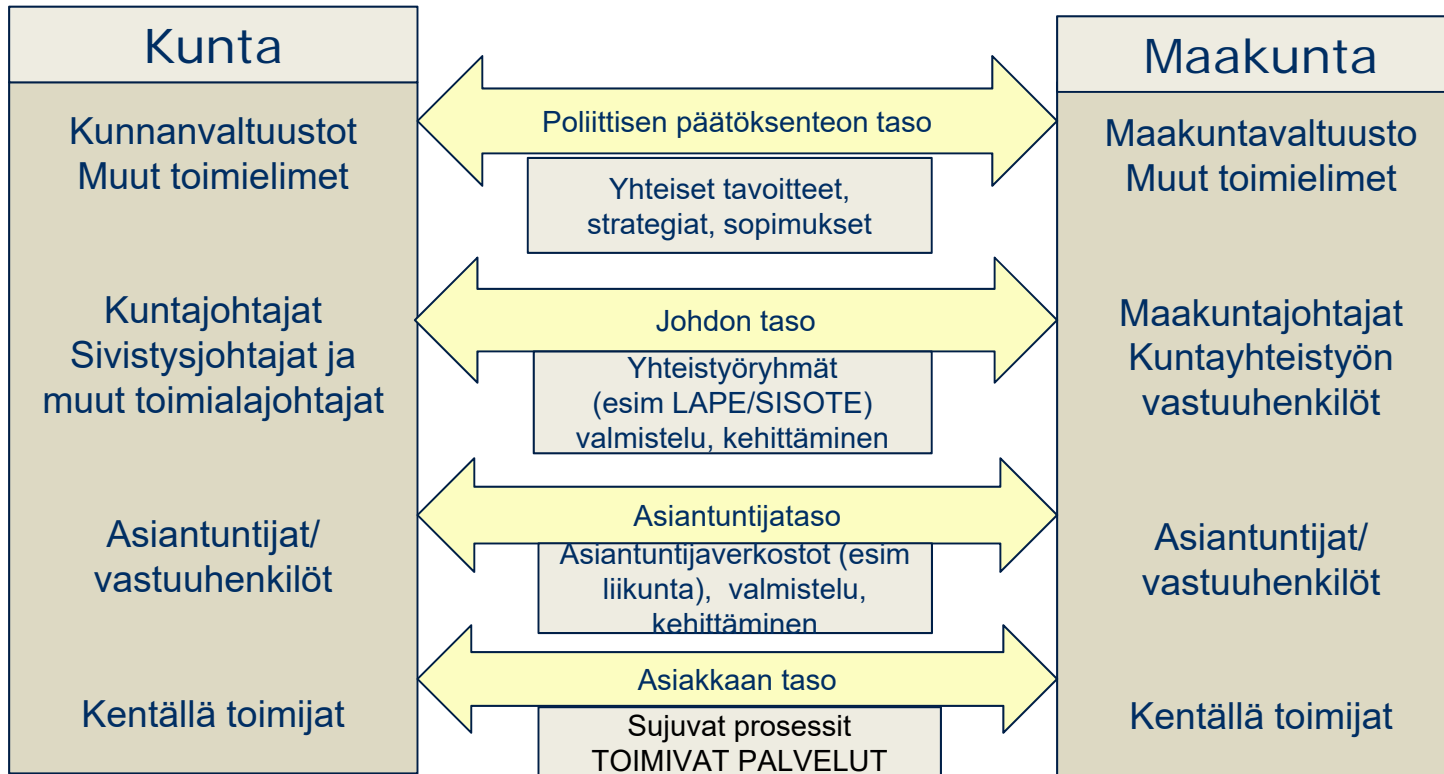 Kunta
Kunnanvaltuustot
Muut toimielimet
Kuntajohtajat
Sivistysjohtajat ja
muut toimialajohtajat
Asiantuntijat/
vastuuhenkilöt
Kentällä toimijat
Poliittisen päätöksenteon taso
Yhteiset tavoitteet,
strategiat, sopimukset
Johdon taso
Yhteistyöryhmät
(esim LAPE/SISOTE)
valmistelu, kehittäminen
Asiantuntijataso
Asiantuntijaverkostot (esim
liikunta), valmistelu,
kehittäminen
Asiakkaan taso
Sujuvat prosessit
TOIMIVAT PALVELUT
Maakunta
Maakuntavaltuusto
Muut toimielimet
Maakuntajohtajat
Kuntayhteistyön
vastuuhenkilöt
Asiantuntijat/
vastuuhenkilöt
Kentällä toimijat